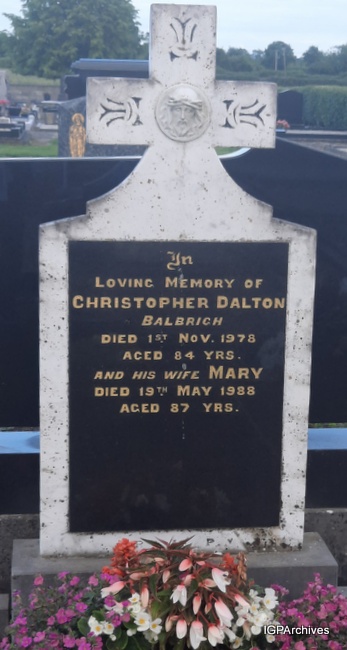 In
LOVING MEMORY OF
CHRISTOPHER DALTON
BALBRICH
DIED 1ST NOV. 1978
AGED 84 YRS.
AND HIS WIFE MARY
DIED 19TH MAY 1988
AGED 87 YRS.
P. V.
IGPArchives